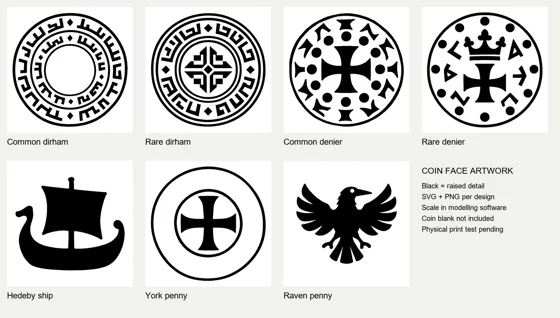 Common dirham
Rare dirham
Common denier
Rare denier
COIN FACE ARTWORK
Black = raised detail
SVG + PNG per design
Scale in modelling software
Coin blank not included
Physical print test pending
Hedeby ship
York penny
Raven penny